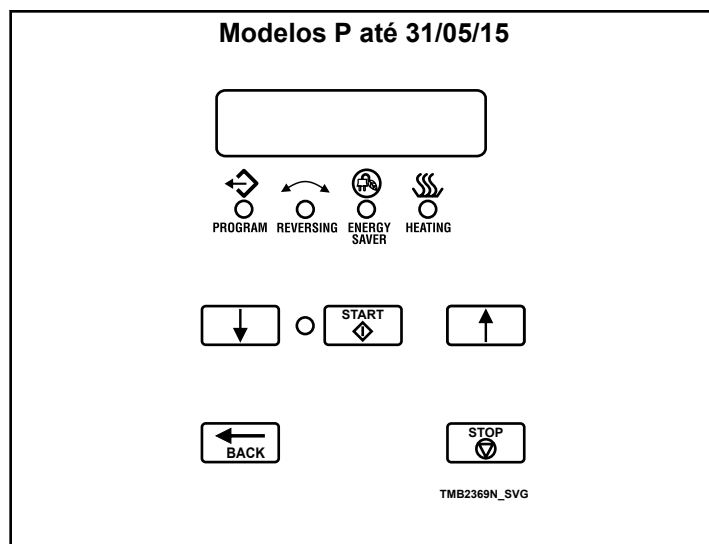 Modelos P até 31/05/15
PROGRAM REVERSING ENERGY SAVER HEATING
START
BACK
STOP
TMB2369N_SVG